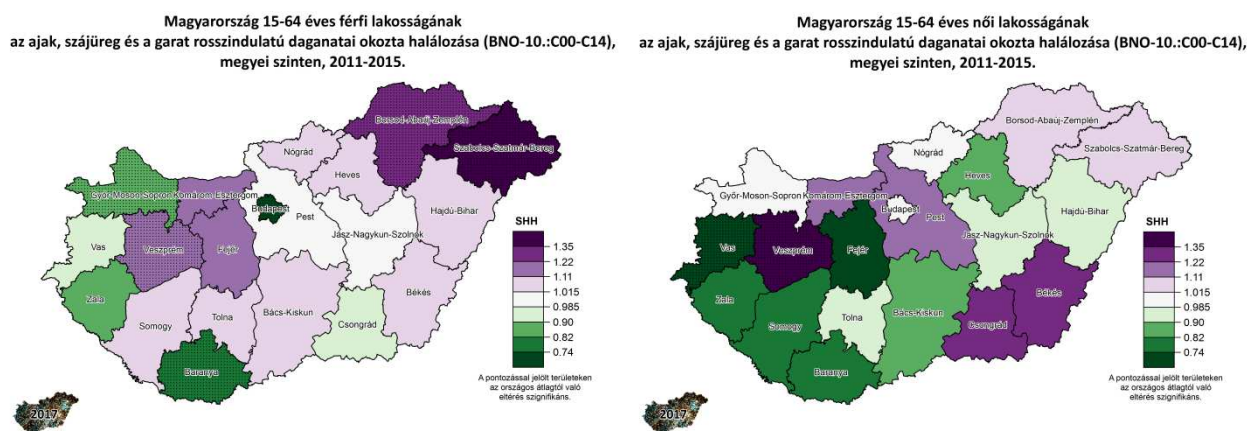 Magyarország 15-64 éves férfi lakosságának
az ajak, szájüreg és a garat rosszindulatú daganatai okozta halálozása (BNO-10.:C00-C14),
megyei szinten, 2011-2015.
Borsod-Abaúj-Zemplén
Szabolcs-Szatmár-Bereg
Nógrád
Heves
Győr-Moson-Sopron
Komárom-Esztergom
Budapest
Pest
Hajdú-Bihar
Jász-Nagykun-Szolnok
Vas
Veszprém
Fejér
Zala
Békés
Somogy
Tolna
Bács-Kiskun
Csongrád
Baranya
SHH
1.35
1.22
1.11
1.015
0.985
0.90
0.82
0.74
A pontozással jelölt területeken
az országos átlagtól való
eltérés szignifikáns.
2017
Magyarország 15-64 éves női lakosságának
az ajak, szájüreg és a garat rosszindulatú daganatai okozta halálozása (BNO-10.:C00-C14),
megyei szinten, 2011-2015.
Borsod-Abaúj-Zemplén
Szabolcs-Szatmár-Bereg
Nógrád
Heves
Győr-Moson-Sopron
Komárom-Esztergom
Budapest
Pest
Hajdú-Bihar
Jász-Nagykun-Szolnok
Vas
Veszprém
Fejér
Zala
Békés
Somogy
Tolna
Bács-Kiskun
Csongrád
Baranya
SHH
1.35
1.22
1.11
1.015
0.985
0.90
0.82
0.74
A pontozással jelölt területeken
az országos átlagtól való
eltérés szignifikáns.
2017